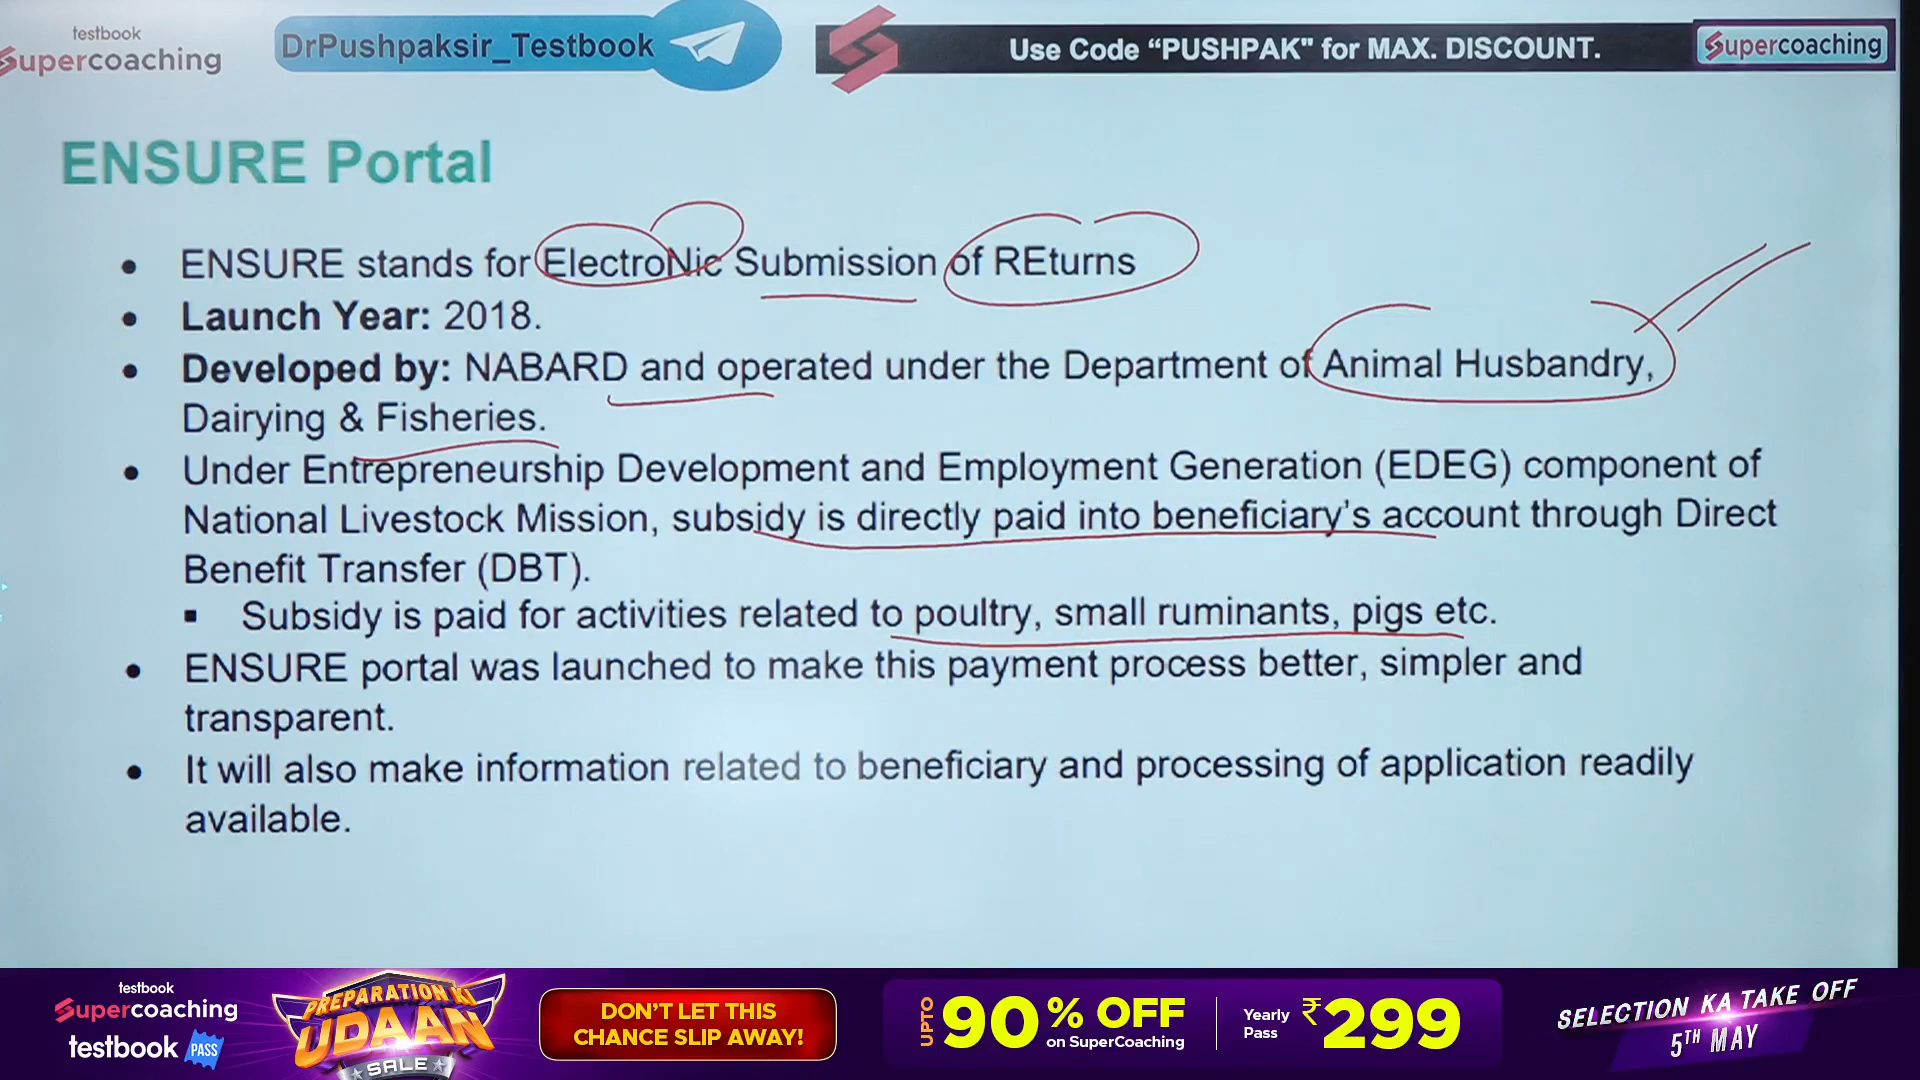 testbook
Supercoaching
DrPushpaksir_Testbook
Use Code “PUSHPAK" for MAX. DISCOUNT.
Supercoaching
ENSURE Portal
• ENSURE stands for ElectroNic Submission of REturns
• Launch Year: 2018.
• Developed by: NABARD and operated under the Department of Animal Husbandry,
Dairying & Fisheries.
• Under Entrepreneurship Development and Employment Generation (EDEG) component of
National Livestock Mission, subsidy is directly paid into beneficiary’s account through Direct
Benefit Transfer (DBT).
▪ Subsidy is paid for activities related to poultry, small ruminants, pigs etc.
• ENSURE portal was launched to make this payment process better, simpler and
transparent.
• It will also make information related to beneficiary and processing of application readily
available.
testbook
Supercoaching
testbook PASS
PREPARATION KI
UDAAN
SALE
DON’T LET THIS
CHANCE SLIP AWAY!
UPTO 90% OFF
on SuperCoaching
Yearly
Pass
₹299
SELECTION KA TAKE OFF
5TH MAY